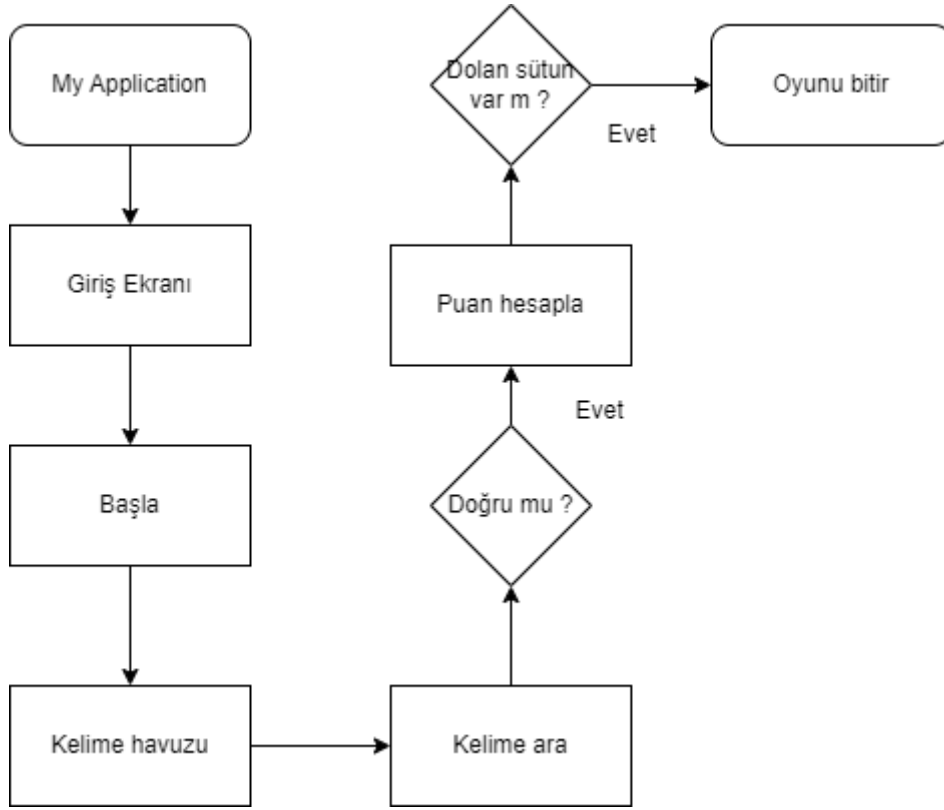 My Application
Giriş Ekranı
Başla
Kelime havuzu
Kelime ara
Doğru mu ?
Evet
Puan hesapla
Dolan sütun
var m ?
Evet
Oyunu bitir